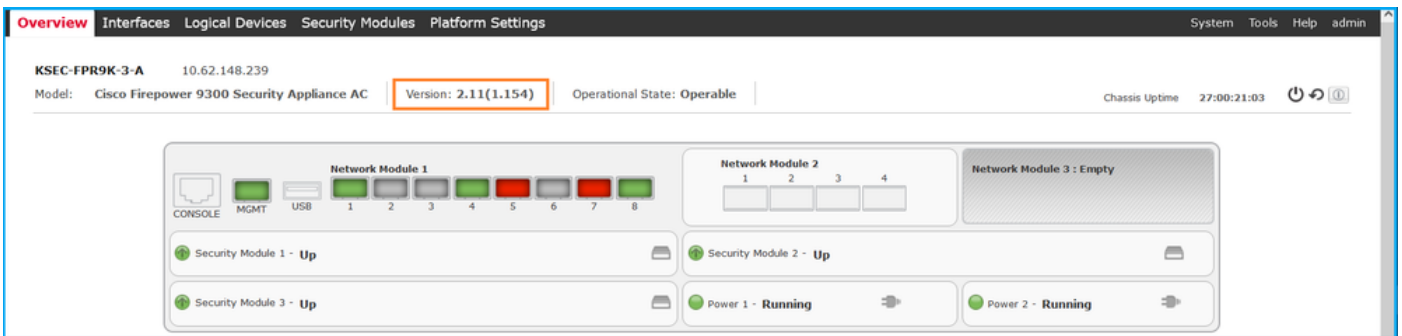 Overview Interfaces Logical Devices Security Modules Platform Settings System Tools Help admin
KSEC-FPR9K-3-A 10.62.148.239
Model: Cisco Firepower 9300 Security Appliance AC Version: 2.11(1.154) Operational State: Operable Chassis Uptime 27:00:21:03
Network Module 1
CONSOLE MGMT USB 1 2 3 4 5 6 7 8
Network Module 2
1 2 3 4
Network Module 3 : Empty
Security Module 1 - Up
Security Module 2 - Up
Security Module 3 - Up
Power 1 - Running
Power 2 - Running